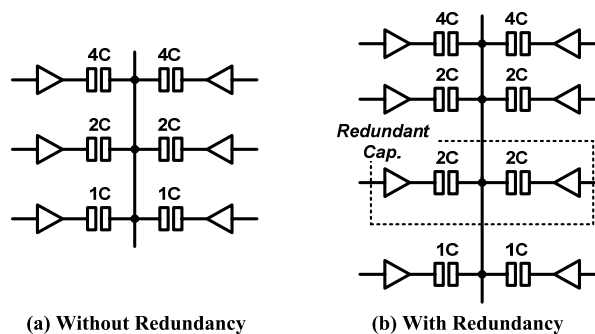 4C 4C
2C 2C
1C 1C
(a) Without Redundancy
4C 4C
2C 2C
Redundant
Cap.
2C 2C
1C 1C
(b) With Redundancy